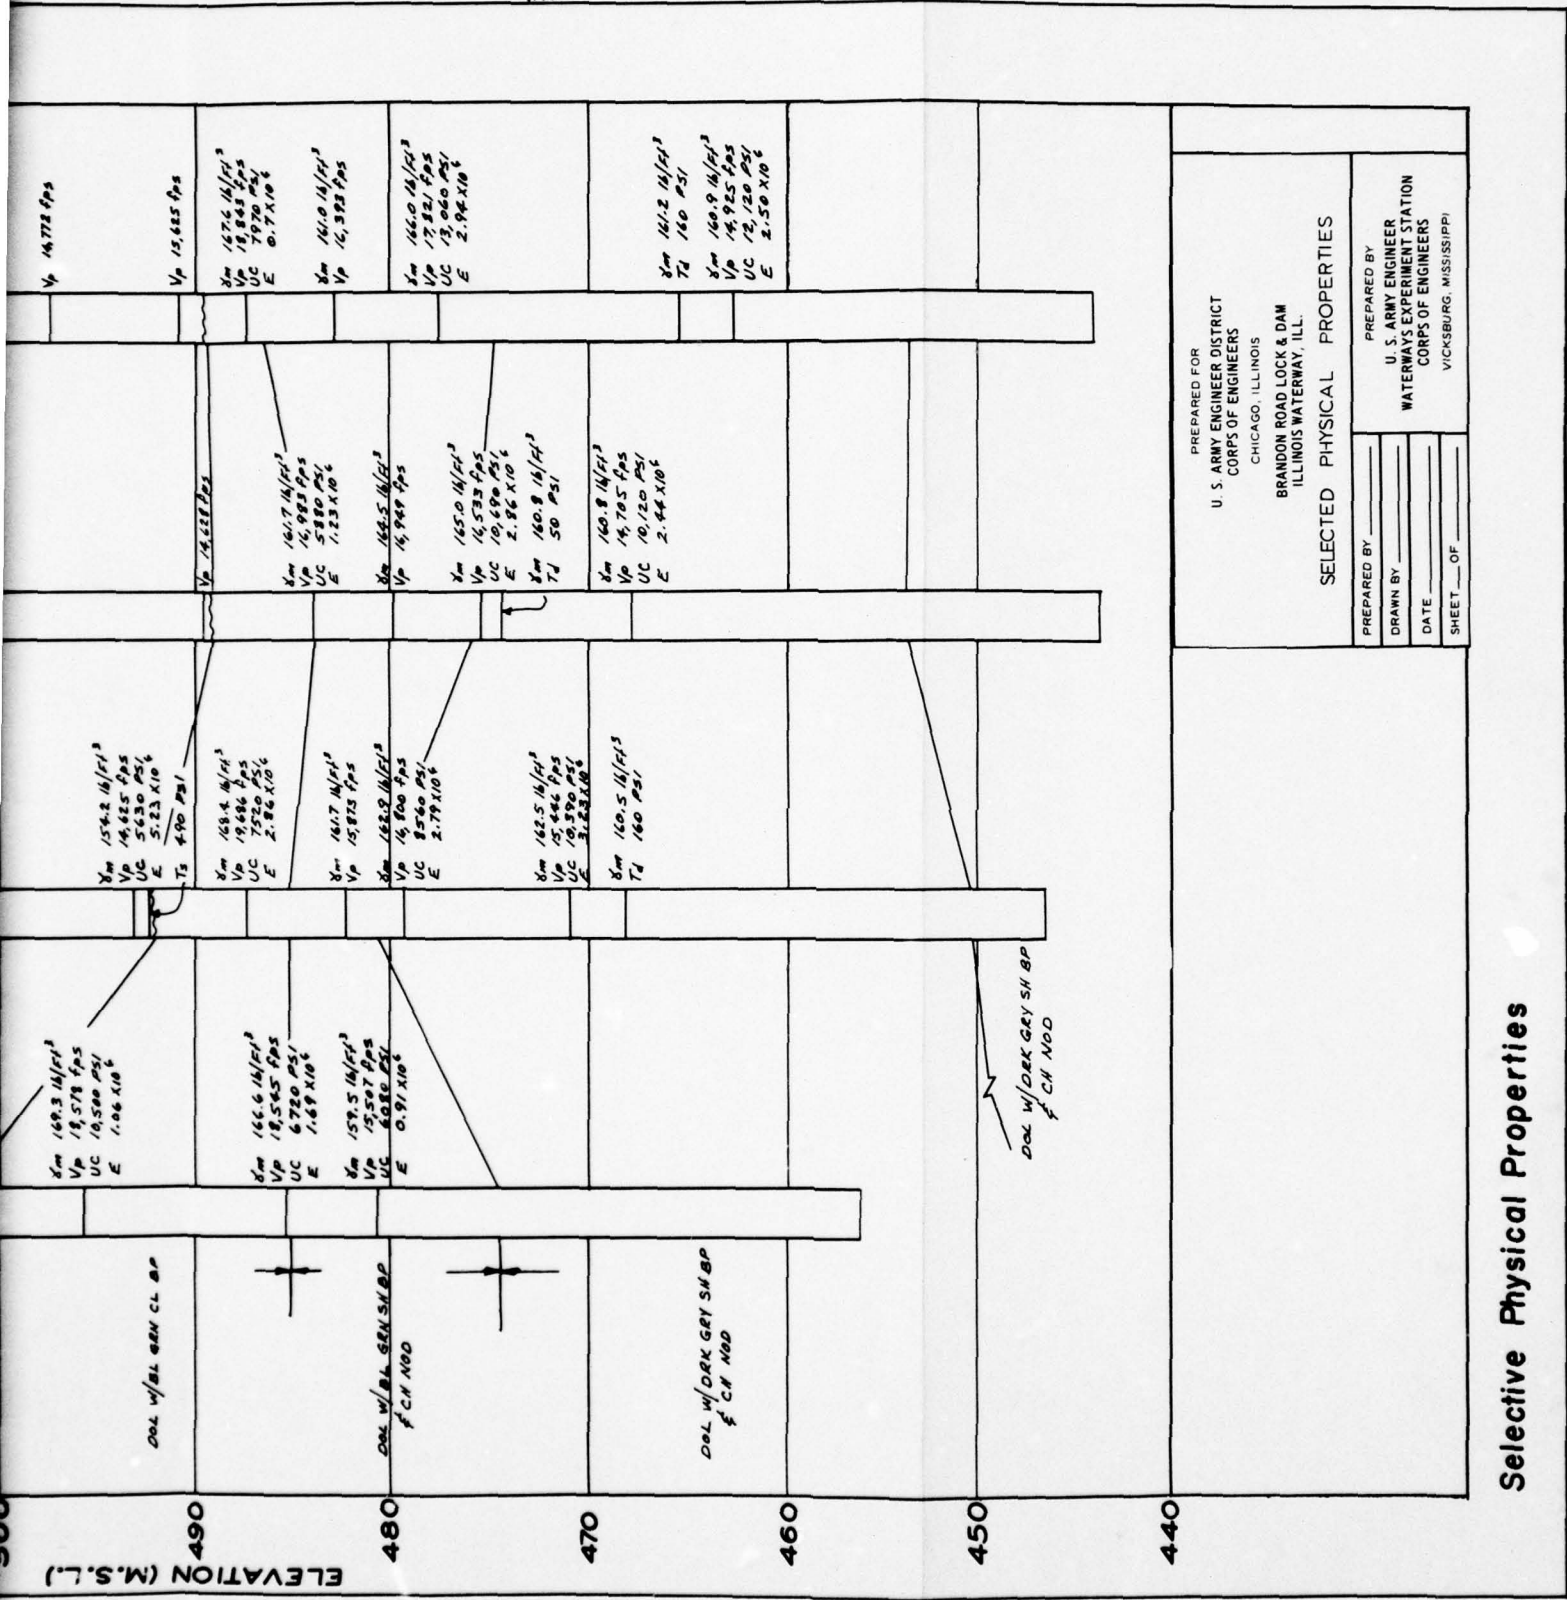 ELEVATION (M.S.L.)
490
480
470
460
450
440
DOL W/BL GRN CL BP
DOL W/BL GRN SH BP
& CH NOD
DOL W/DRK GRY SH BP
& CH NOD
DOL W/DRK GRY SH BP
& CH NOD
γm 169.3 lb/Ft³
Vp 18,578 fps
UC 10,500 PSI
E 1.06 X10⁶
γm 166.6 lb/Ft³
Vp 18,545 fps
UC 6720 PSI
E 1.69 X10⁶
γm 159.5 lb/Ft³
Vp 15,507 fps
UC 6080 PSI
E 0.91 X10⁶
γm 154.2 lb/Ft³
Vp 14,625 fps
UC 5630 PSI
E 5.23 X10⁶
Ts 490 PSI
γm 168.4 lb/Ft³
Vp 19,686 fps
UC 7520 PSI
E 2.86 X10⁶
γm 161.7 lb/Ft³
Vp 15,873 fps
γm 162.9 lb/Ft³
Vp 16,800 fps
UC 8560 PSI
E 2.79 X10⁶
γm 162.5 lb/Ft³
Vp 15,446 fps
UC 10,390 PSI
E 3.23 X10⁶
γm 160.5 lb/Ft³
Td 160 PSI
Vp 14,628 fps
γm 161.7 lb/Ft³
Vp 16,983 fps
UC 5880 PSI
E 1.23 X10⁶
γm 164.5 lb/Ft³
Vp 16,949 fps
γm 165.0 lb/Ft³
Vp 16,533 fps
UC 10,690 PSI
E 2.86 X10⁶
γm 160.8 lb/Ft³
Td 50 PSI
γm 160.8 lb/Ft³
Vp 14,705 fps
UC 10,120 PSI
E 2.44 X10⁶
Vp 14,772 fps
Vp 15,625 fps
γm 167.6 lb/Ft³
Vp 18,843 fps
UC 7970 PSI
E 0.7 X10⁶
γm 161.0 lb/Ft³
Vp 16,393 fps
γm 166.0 lb/Ft³
Vp 17,821 fps
UC 13,060 PSI
E 2.94 X10⁶
γm 161.2 lb/Ft³
Td 160 PSI
γm 160.9 lb/Ft³
Vp 14,925 fps
UC 12,120 PSI
E 2.50 X10⁶
PREPARED FOR
U. S. ARMY ENGINEER DISTRICT
CORPS OF ENGINEERS
CHICAGO, ILLINOIS
BRANDON ROAD LOCK & DAM
ILLINOIS WATERWAY, ILL.
SELECTED PHYSICAL PROPERTIES
PREPARED BY
DRAWN BY
DATE
SHEET OF
PREPARED BY
U. S. ARMY ENGINEER
WATERWAYS EXPERIMENT STATION
CORPS OF ENGINEERS
VICKSBURG, MISSISSIPPI
Selective Physical Properties